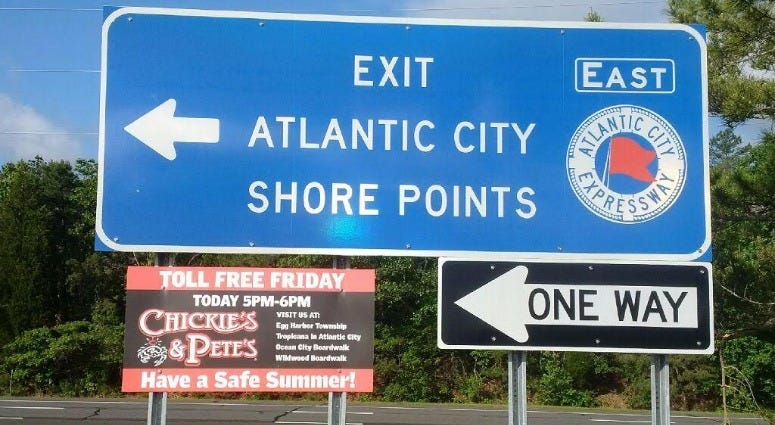 EXIT
EAST
ATLANTIC CITY
SHORE POINTS
ATLANTIC CITY
EXPRESSWAY
TOLL FREE FRIDAY
TODAY 5PM-6PM
CHICKIE'S
& PETE'S
VISIT US AT:
Egg Harbor Township
Tropicana in Atlantic City
Ocean City Boardwalk
Wildwood Boardwalk
Have a Safe Summer!
ONE WAY